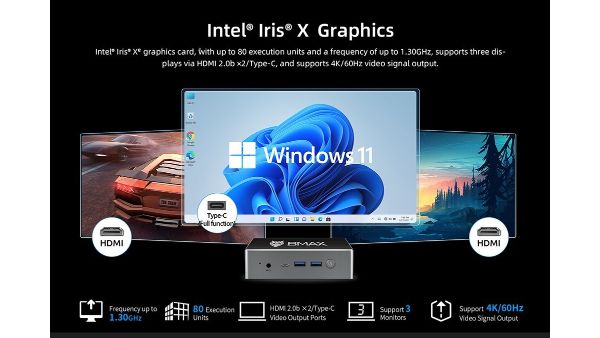 Intel® Iris® X Graphics
Intel® Iris® Xᵉ graphics card, with up to 80 execution units and a frequency of up to 1.30GHz, supports three dis-
plays via HDMI 2.0b ×2/Type-C, and supports 4K/60Hz video signal output.
Windows 11
Type-C
(Full function)
HDMI
HDMI
BMAX
Frequency up to
1.30GHz
80 Execution
Units
HDMI 2.0b ×2/Type-C
Video Output Ports
3
Support 3
Monitors
Support 4K/60Hz
Video Signal Output